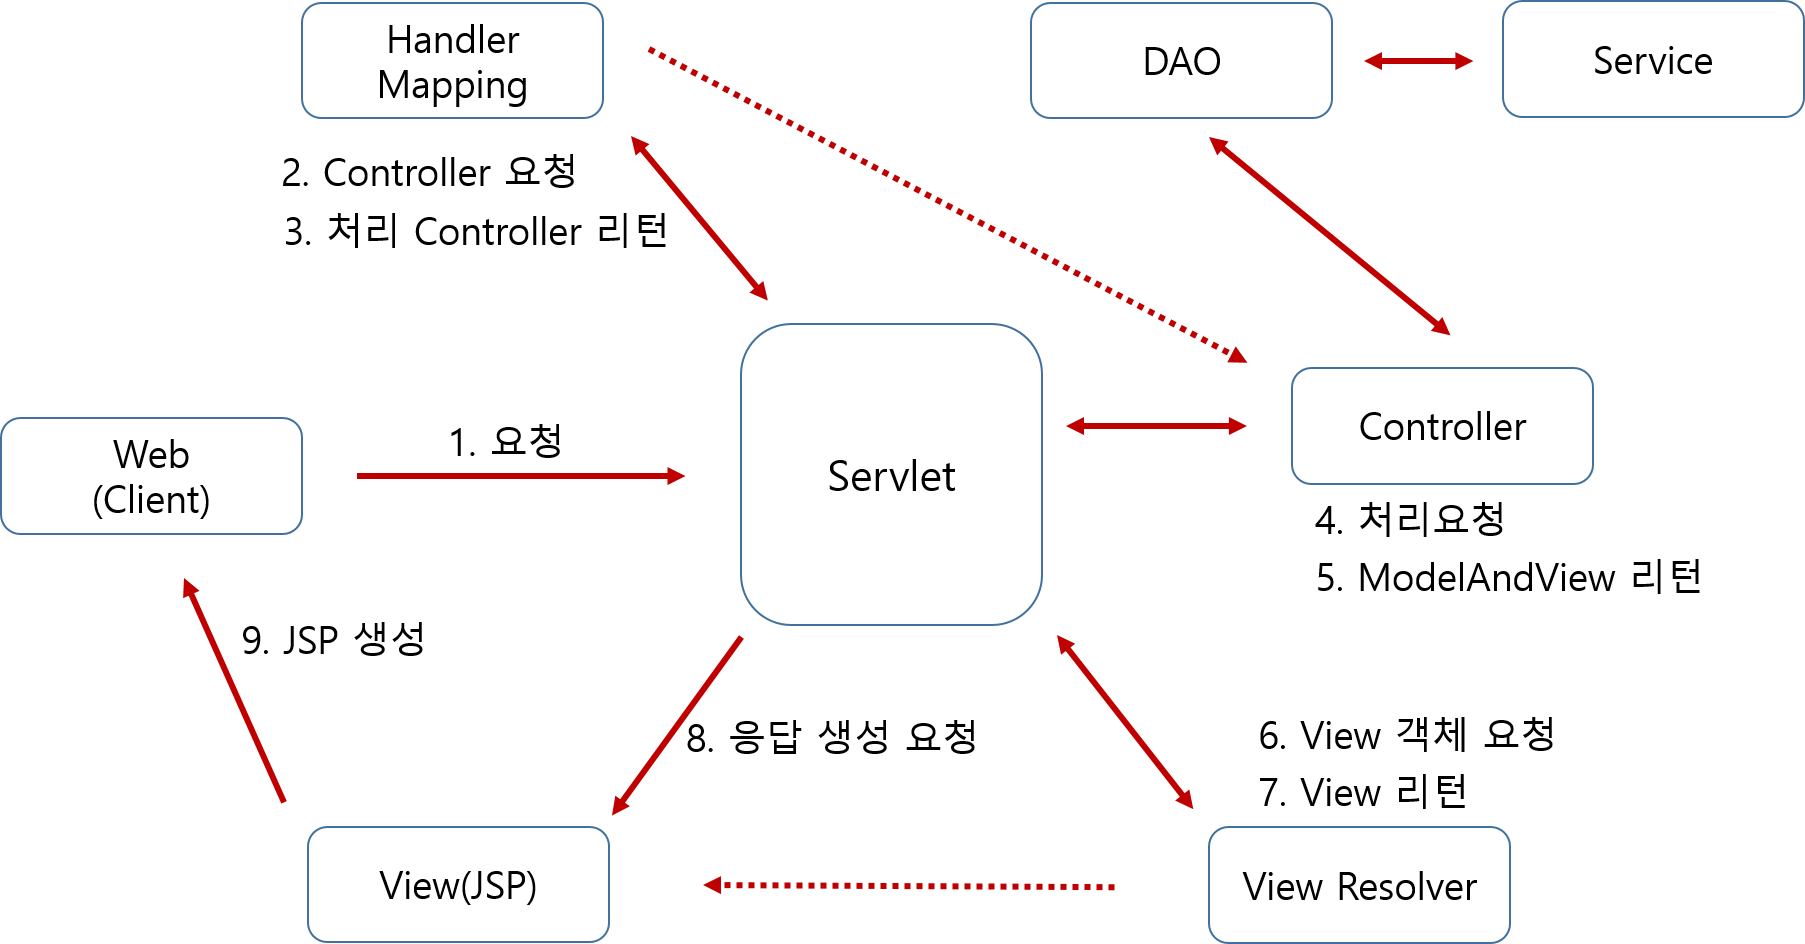 Handler
Mapping
DAO
Service
2. Controller 요청
3. 처리 Controller 리턴
Web
(Client)
1. 요청
Servlet
Controller
4. 처리요청
5. ModelAndView 리턴
9. JSP 생성
8. 응답 생성 요청
6. View 객체 요청
7. View 리턴
View(JSP)
View Resolver